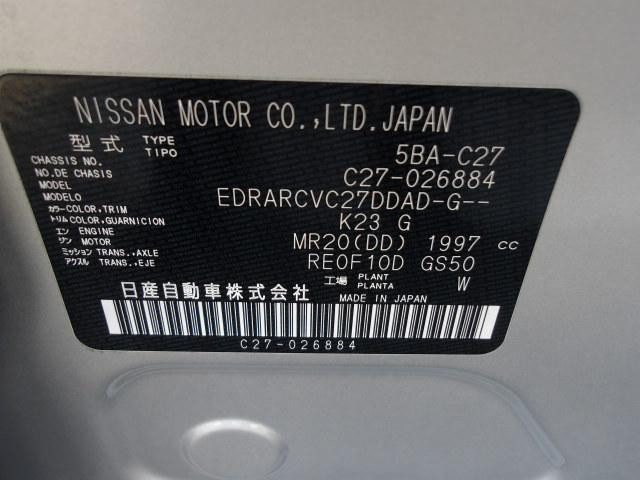 NISSAN MOTOR CO.,LTD.JAPAN
型式 TYPE TIPO 5BA-C27
CHASSIS NO. NO.DE CHASIS C27-026884
MODEL MODELO EDRARCVC27DDAD-G--
カラー COLOR,TRIM トリム COLOR,GUARNICION K23 G
エンジン ENGINE MOTOR MR20(DD) 1997 cc
ミッション TRANS.,AXLE アクスル TRANS.,EJE RE0F10D GS50
工場 PLANT PLANTA W
日産自動車株式会社 MADE IN JAPAN
C27-026884